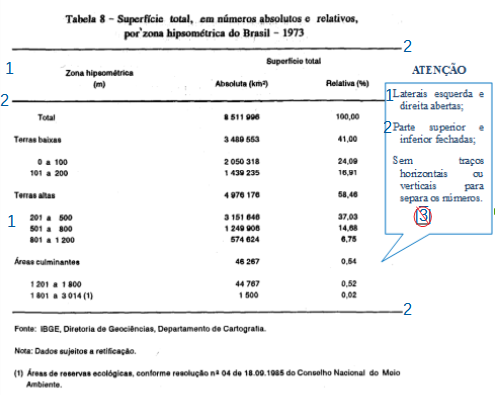 Tabela 8 – Superfície total, em números absolutos e relativos,
por zona hipsométrica do Brasil – 1973
2
1
Zona hipsométrica
(m)
Superfície total
Absoluta (km²)
Relativa (%)
2
Total 8 511 996 100,00
Terras baixas 3 489 553 41,00
0 a 100 2 050 318 24,09
101 a 200 1 439 235 16,91
Terras altas 4 976 176 58,46
1
201 a 500 3 151 646 37,03
501 a 800 1 249 906 14,68
801 a 1 200 574 624 6,75
Áreas culminantes 46 267 0,54
1 201 a 1 800 44 767 0,52
1 801 a 3 014 (1) 1 500 0,02
2
Fonte: IBGE, Diretoria de Geociências, Departamento de Cartografia.
Nota: Dados sujeitos a retificação.
(1) Áreas de reservas ecológicas, conforme resolução nº 04 de 18.09.1985 do Conselho Nacional do Meio
Ambiente.
ATENÇÃO
1 Laterais esquerda e
direita abertas;
2 Parte superior e
inferior fechadas;
Sem traços
horizontais ou
verticais para
separa os números.
3